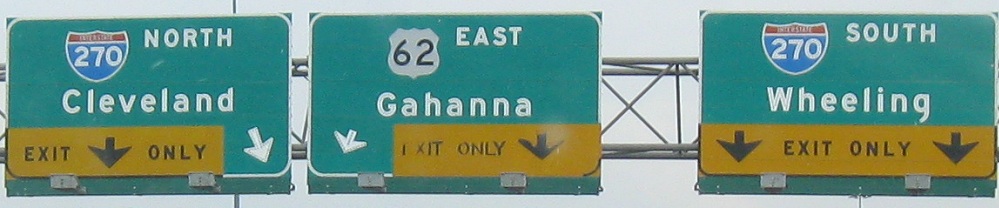 INTERSTATE 270 NORTH
Cleveland
EXIT ONLY
62 EAST
Gahanna
EXIT ONLY
INTERSTATE 270 SOUTH
Wheeling
EXIT ONLY